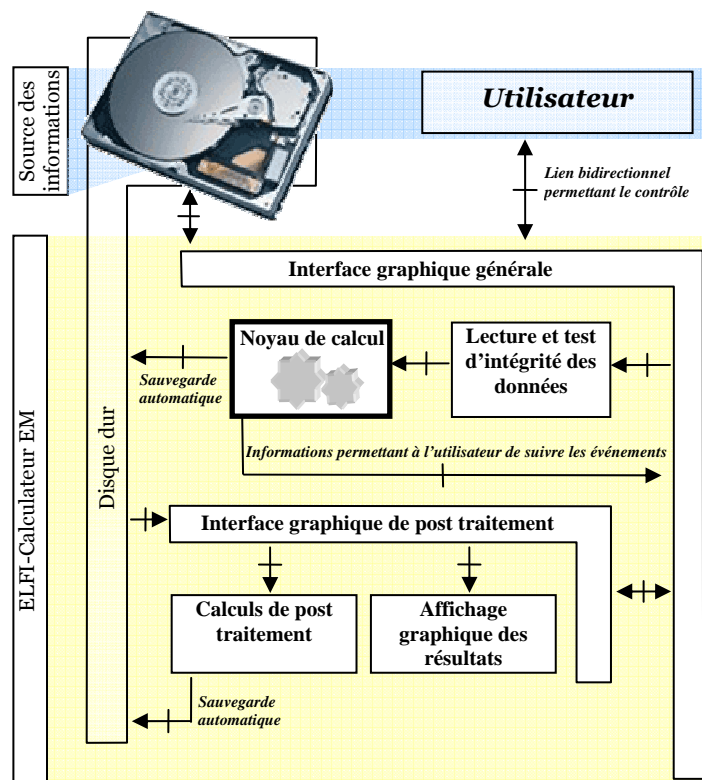 Source des
informations
Utilisateur
Lien bidirectionnel
permettant le contrôle
ELFI-Calculateur EM
Disque dur
Interface graphique générale
Noyau de calcul
Lecture et test
d’intégrité des
données
Sauvegarde
automatique
Informations permettant à l’utilisateur de suivre les événements
Interface graphique de post traitement
Calculs de post
traitement
Affichage
graphique des
résultats
Sauvegarde
automatique